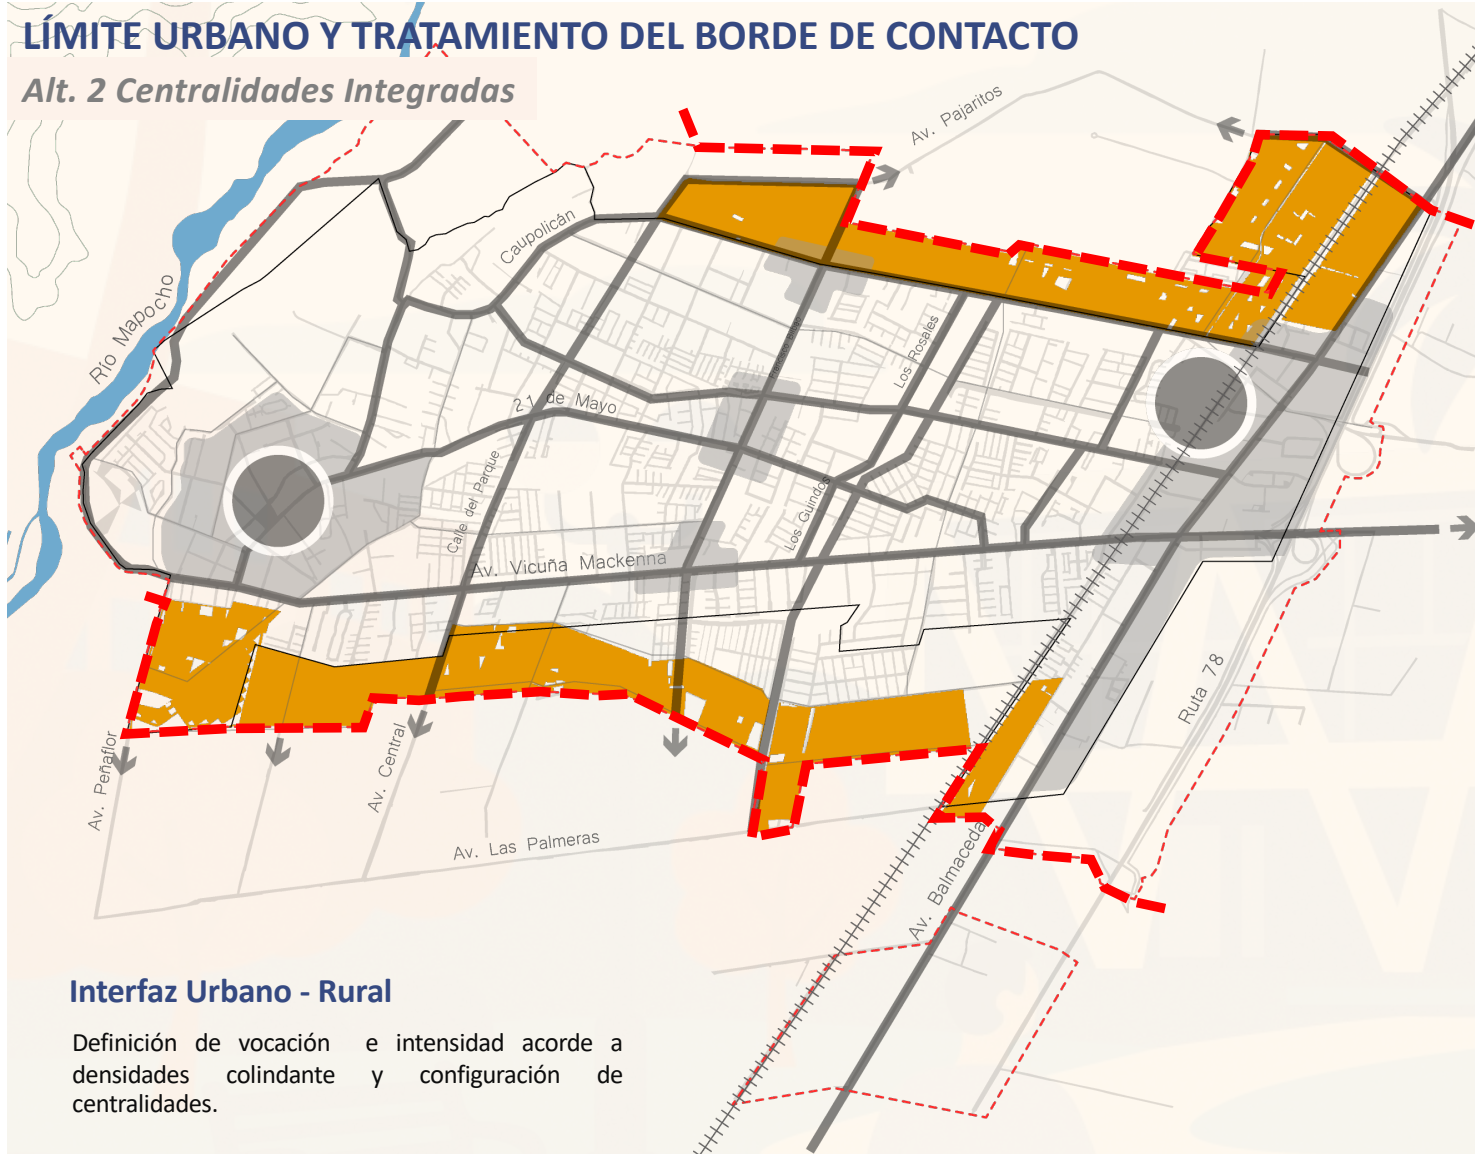 LÍMITE URBANO Y TRATAMIENTO DEL BORDE DE CONTACTO
Alt. 2 Centralidades Integradas
Av. Pajaritos
Caupolicán
Río Mapocho
Los Rosales
21 de Mayo
Calle del Parque
Los Guindos
Av. Vicuña Mackenna
Ruta 78
Av. Peñaflor
Av. Central
Av. Las Palmeras
Av. Balmaceda
Interfaz Urbano - Rural
Definición de vocación e intensidad acorde a
densidades colindante y configuración de
centralidades.